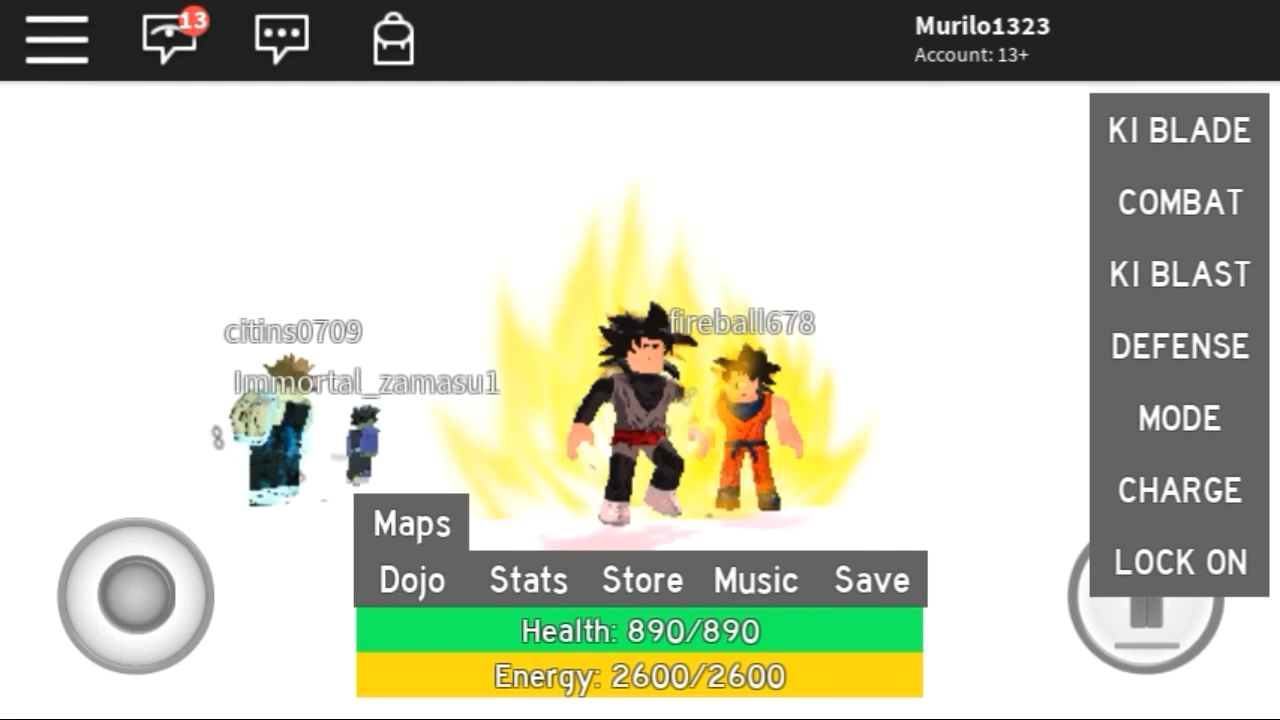 13
Murilo1323
Account: 13+
KI BLADE
COMBAT
KI BLAST
DEFENSE
MODE
CHARGE
LOCK ON
citins0709
Immortal_zamasu1
fireball678
Maps
Dojo Stats Store Music Save
Health: 890/890
Energy: 2600/2600